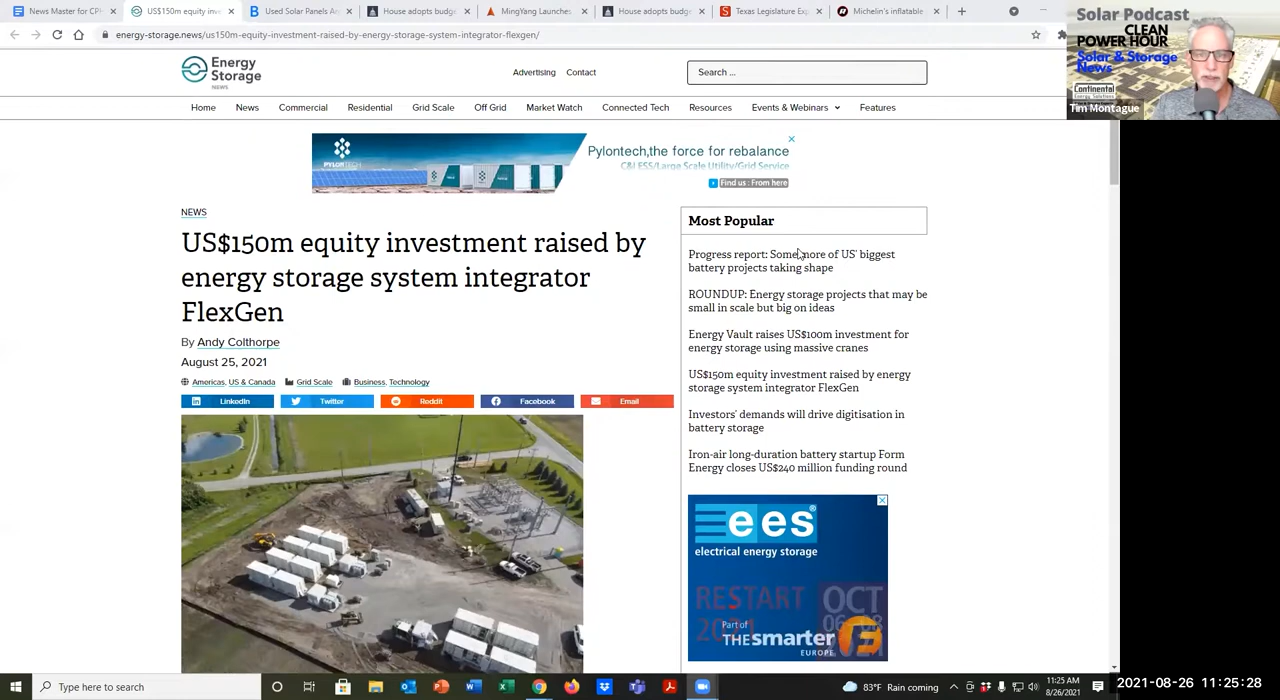 News Master for CPH
US$150m equity inv
Used Solar Panels Ar
House adopts budge
MingYang Launches
House adopts budge
Texas Legislature Exp
Michelin's inflatable
energy-storage.news/us150m-equity-investment-raised-by-energy-storage-system-integrator-flexgen/
Solar Podcast
CLEAN
POWER HOUR
Solar & Storage
News
Continental
Tim Montague
Energy
Storage
NEWS
Advertising Contact
Search ...
Home News Commercial Residential Grid Scale Off Grid Market Watch Connected Tech Resources Events & Webinars Features
PYLONTECH
Pylontech,the force for rebalance
C&I ESS/Large Scale Utility/Grid Service
Find us : From here
NEWS
US$150m equity investment raised by
energy storage system integrator
FlexGen
By Andy Colthorpe
August 25, 2021
Americas, US & Canada Grid Scale Business, Technology
LinkedIn Twitter Reddit Facebook Email
Most Popular
Progress report: Some more of US' biggest
battery projects taking shape
ROUNDUP: Energy storage projects that may be
small in scale but big on ideas
Energy Vault raises US$100m investment for
energy storage using massive cranes
US$150m equity investment raised by energy
storage system integrator FlexGen
Investors' demands will drive digitisation in
battery storage
Iron-air long-duration battery startup Form
Energy closes US$240 million funding round
ees
electrical energy storage
RESTART
2021
OCT
Part of
THE smarter
EUROPE
Type here to search
83°F Rain coming
11:25 AM
8/26/2021
2021-08-26 11:25:28